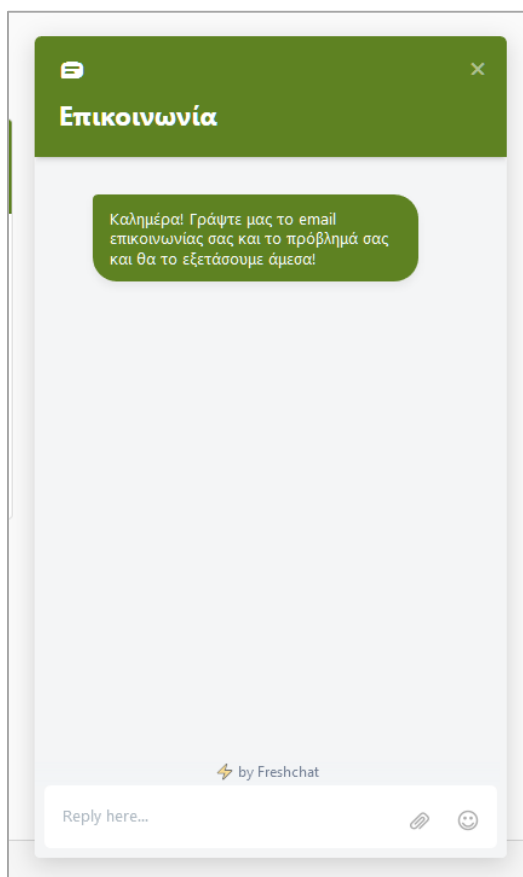 Επικοινωνία
Καλημέρα! Γράψτε μας το email
επικοινωνίας σας και το πρόβλημά σας
και θα το εξετάσουμε άμεσα!
by Freshchat
Reply here...